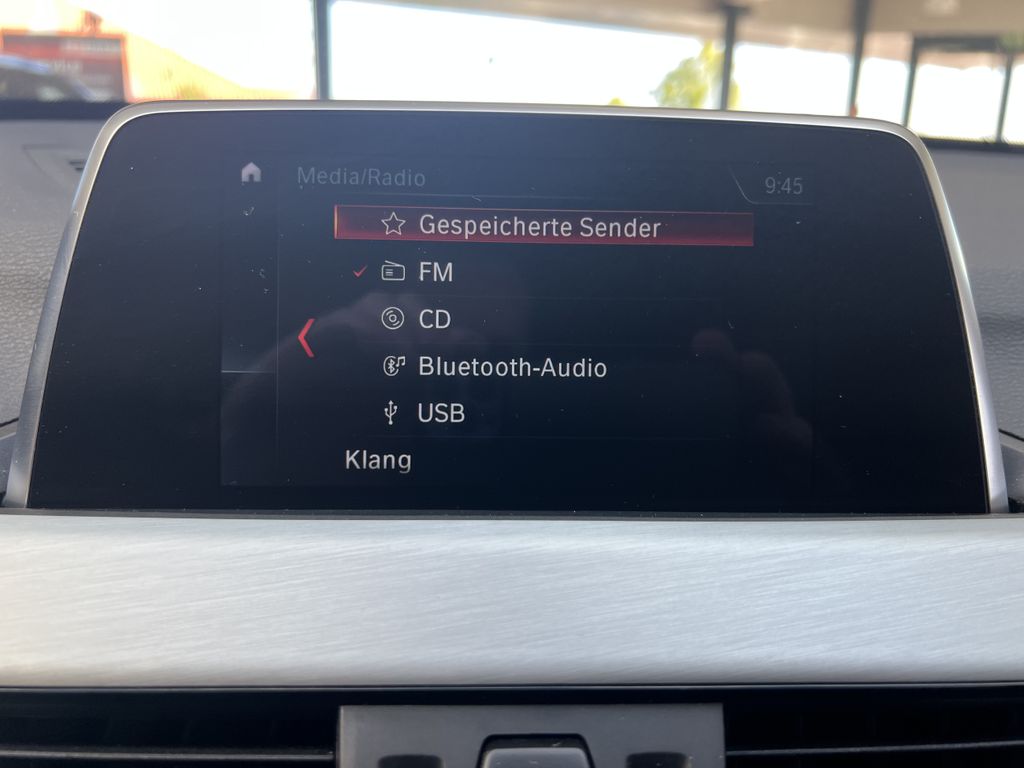 Media/Radio
9:45
Gespeicherte Sender
FM
CD
Bluetooth-Audio
USB
Klang